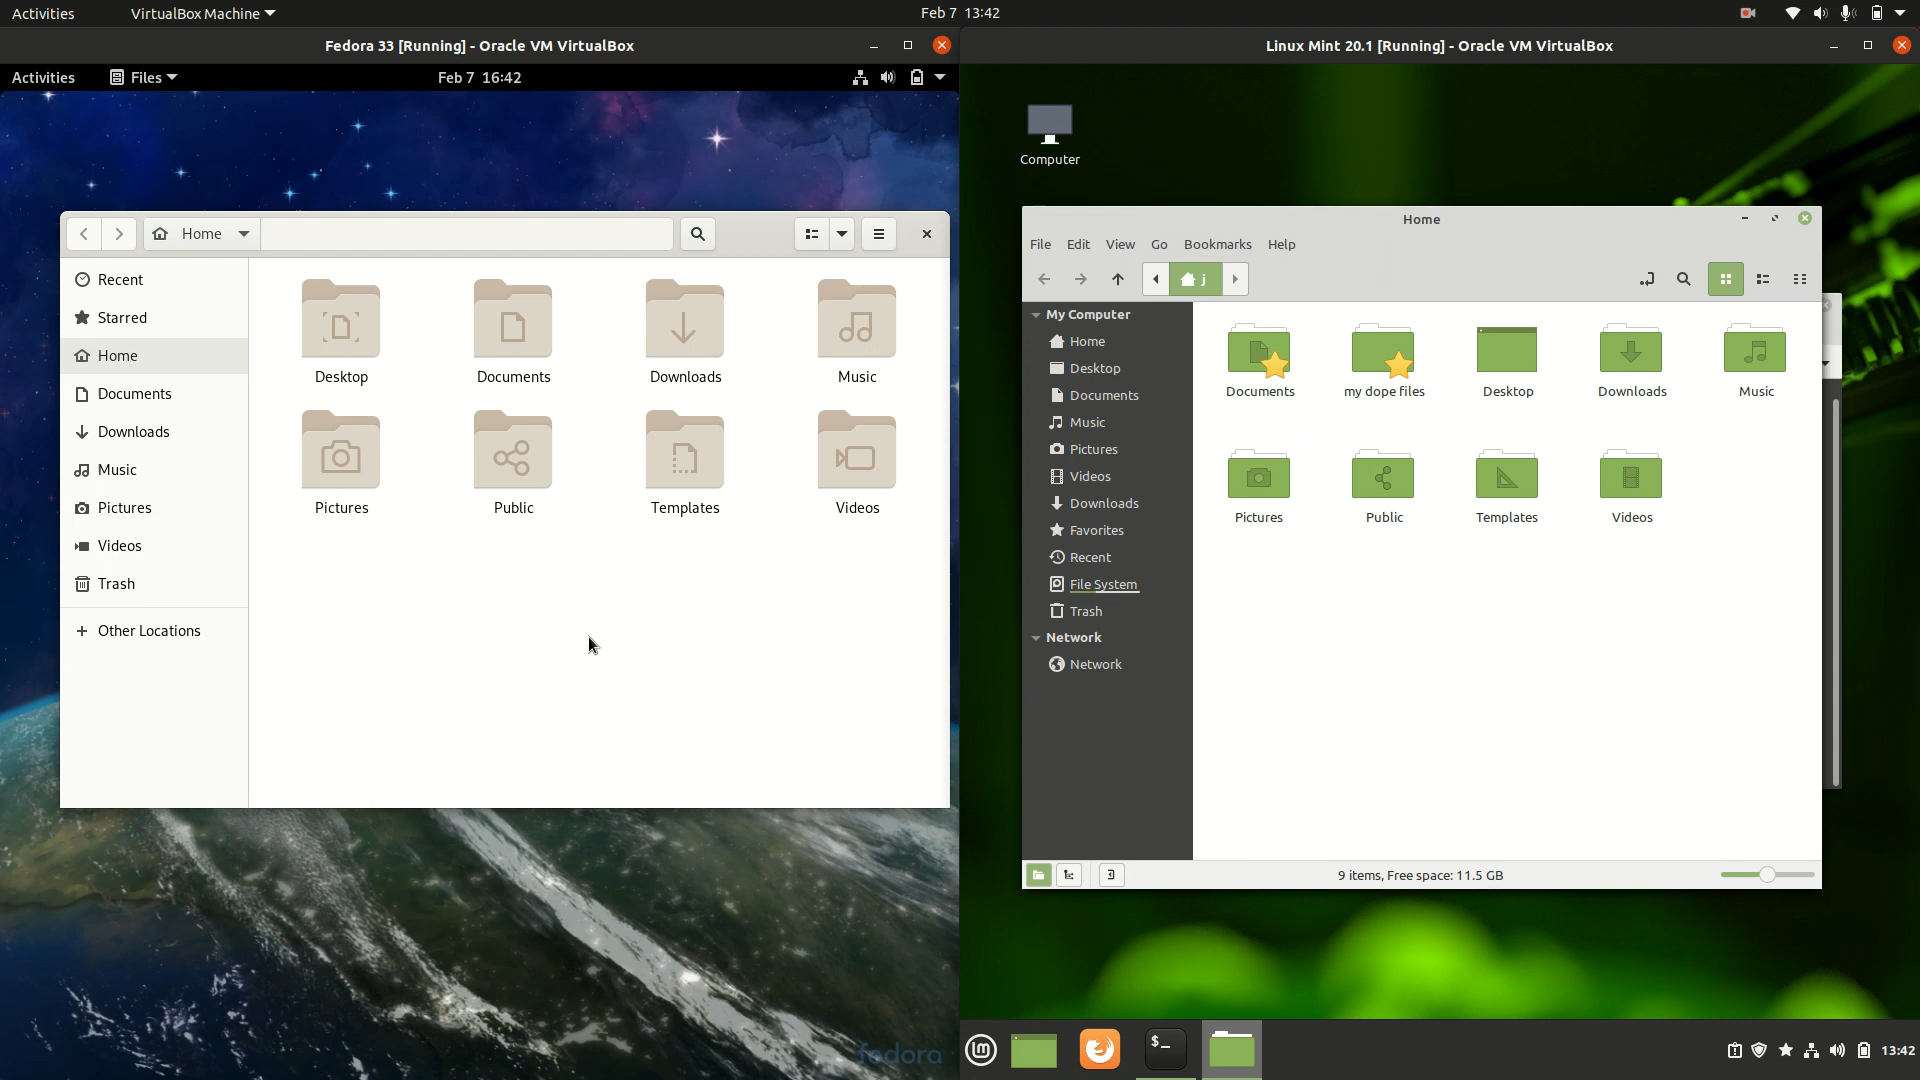 Activities VirtualBox Machine Feb 7 13:42
Fedora 33 [Running] - Oracle VM VirtualBox
Activities Files Feb 7 16:42
Home
Recent
Starred
Home
Documents
Downloads
Music
Pictures
Videos
Trash
Other Locations
Desktop Documents Downloads Music
Pictures Public Templates Videos
fedora
Linux Mint 20.1 [Running] - Oracle VM VirtualBox
Computer
Home
File Edit View Go Bookmarks Help
j
My Computer
Home
Desktop
Documents
Music
Pictures
Videos
Downloads
Favorites
Recent
File System
Trash
Network
Network
Documents my dope files Desktop Downloads Music
Pictures Public Templates Videos
9 items, Free space: 11.5 GB
lm
$_
13:42